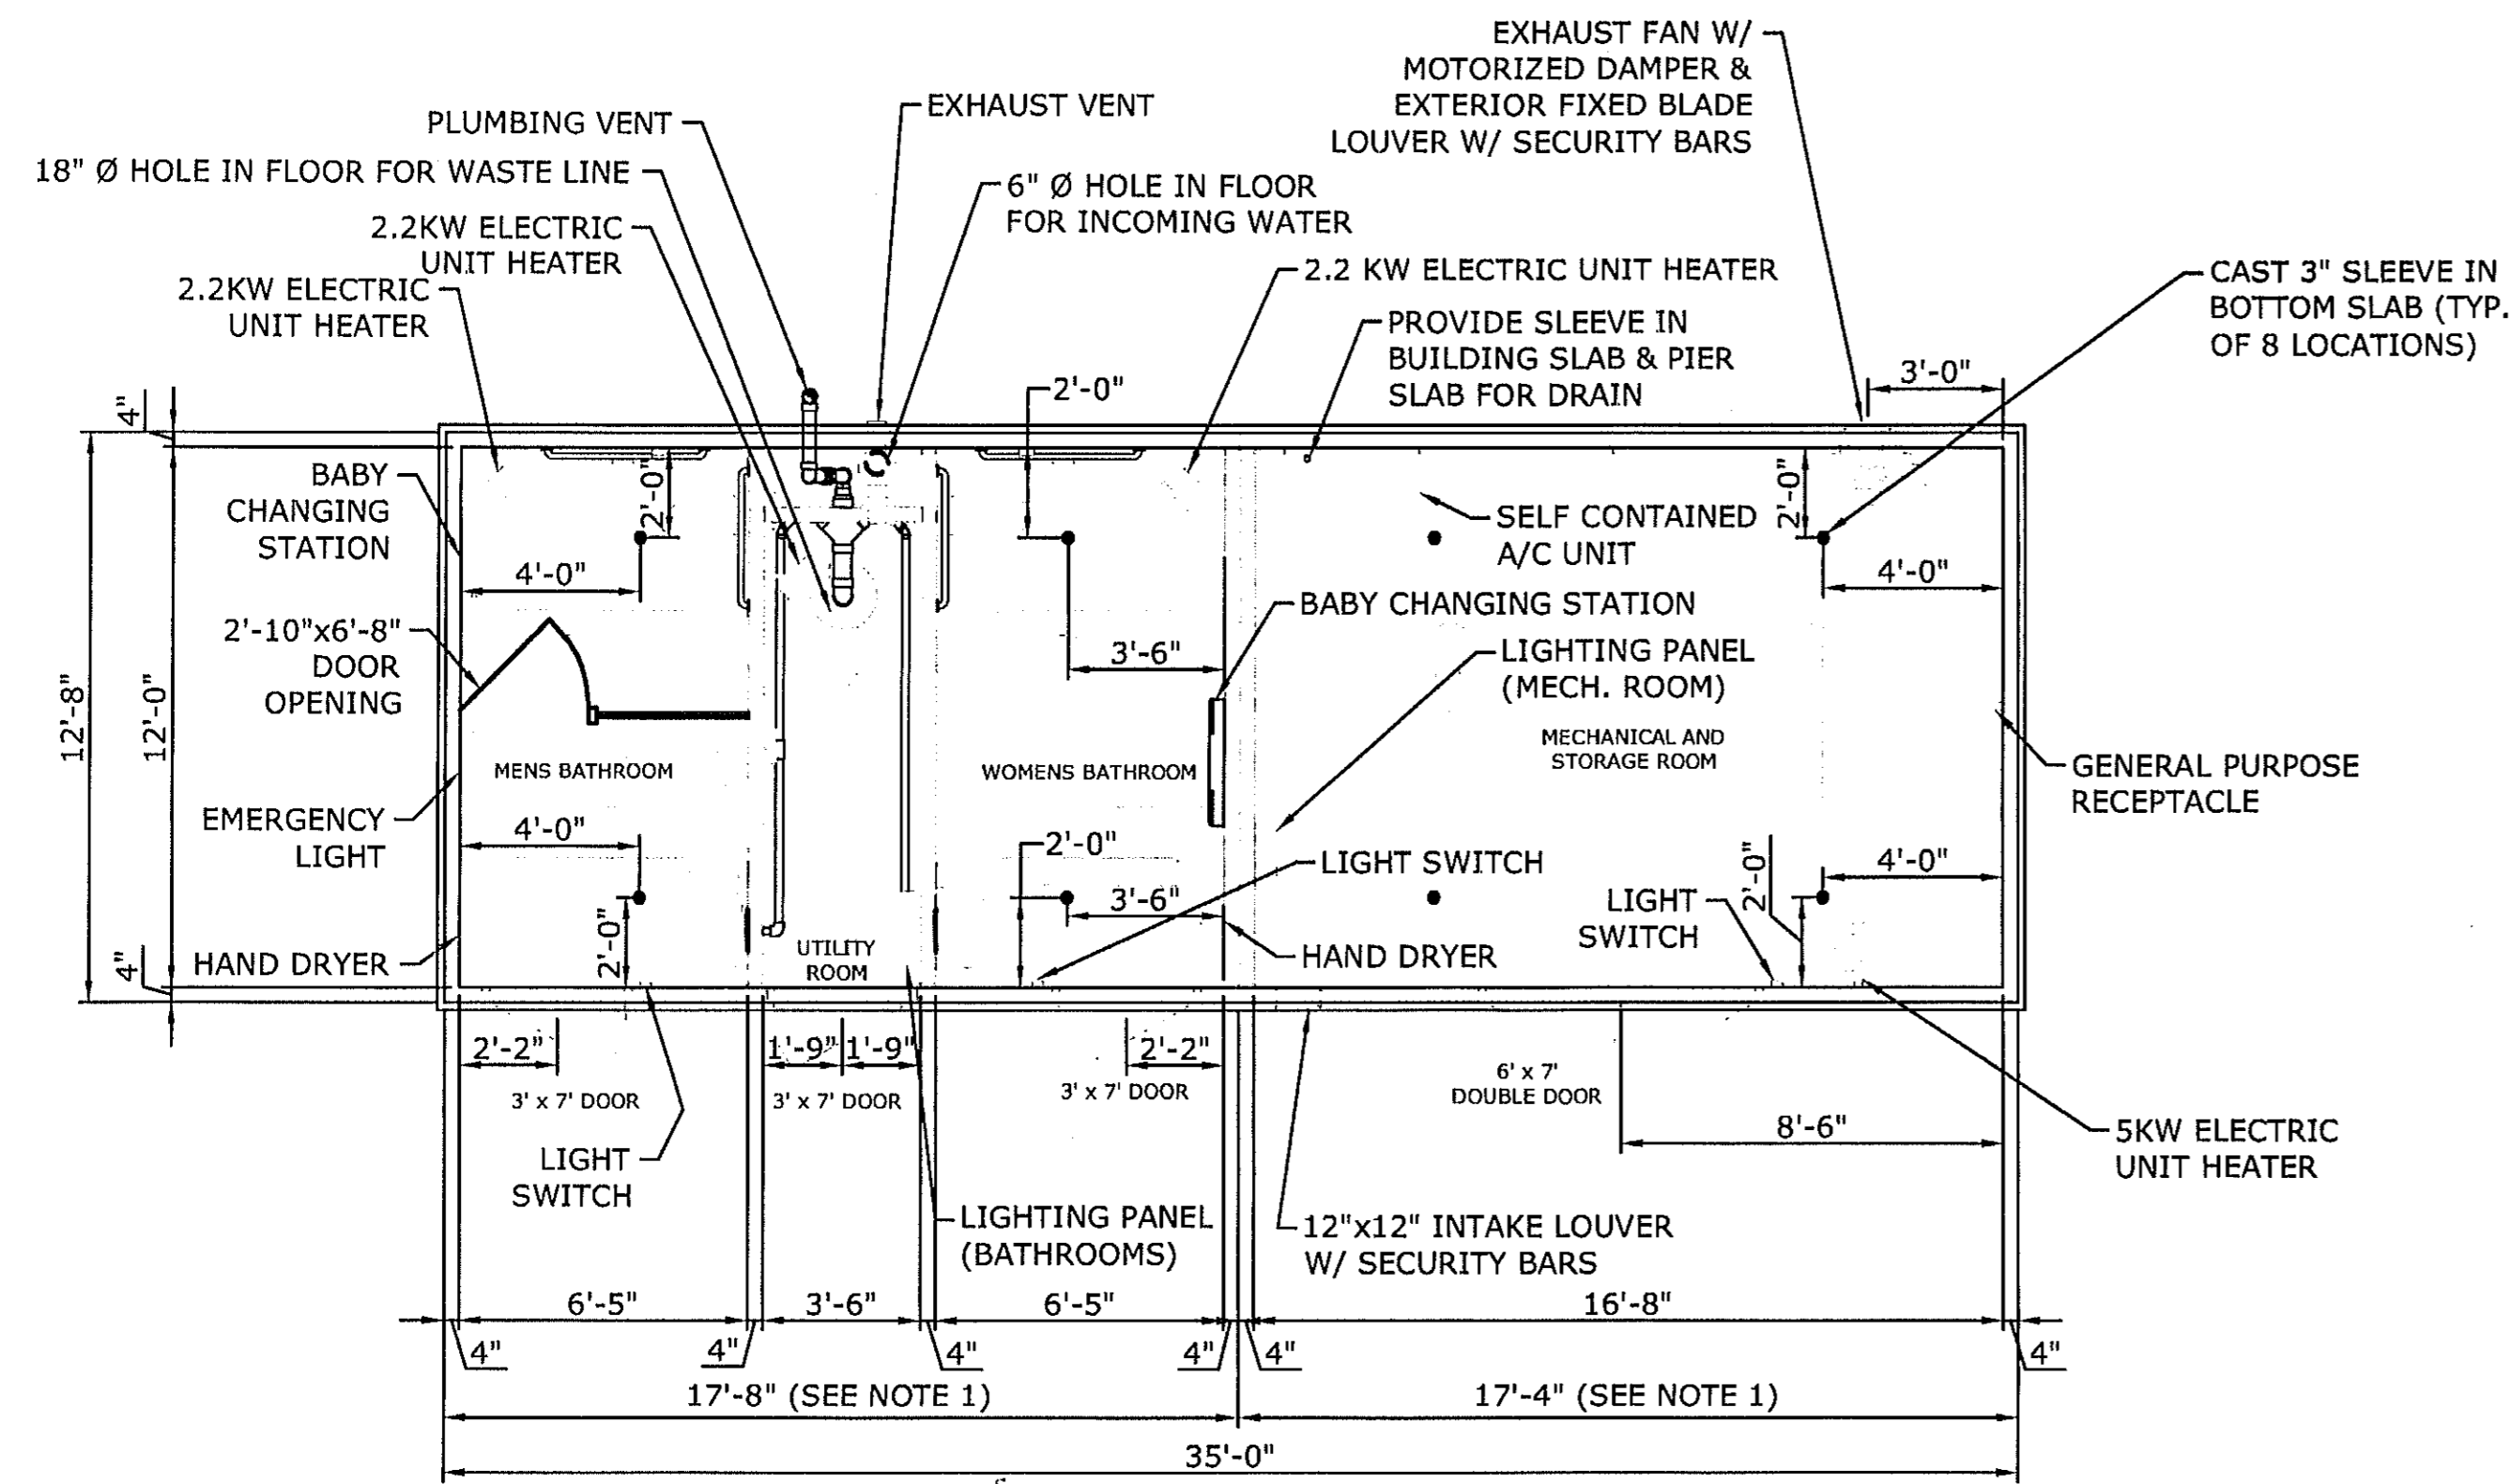 EXHAUST FAN W/
MOTORIZED DAMPER &
EXTERIOR FIXED BLADE
LOUVER W/ SECURITY BARS
EXHAUST VENT
PLUMBING VENT
18" Ø HOLE IN FLOOR FOR WASTE LINE
6" Ø HOLE IN FLOOR
FOR INCOMING WATER
2.2KW ELECTRIC
UNIT HEATER
2.2KW ELECTRIC
UNIT HEATER
2.2 KW ELECTRIC UNIT HEATER
CAST 3" SLEEVE IN
BOTTOM SLAB (TYP.
OF 8 LOCATIONS)
PROVIDE SLEEVE IN
BUILDING SLAB & PIER
SLAB FOR DRAIN
3'-0"
2'-0"
4"
BABY
CHANGING
STATION
2'-0"
2'-0"
SELF CONTAINED
A/C UNIT
4'-0"
4'-0"
BABY CHANGING STATION
2'-10"x6'-8"
DOOR
OPENING
3'-6"
LIGHTING PANEL
(MECH. ROOM)
12'-8"
12'-0"
MECHANICAL AND
STORAGE ROOM
MENS BATHROOM
WOMENS BATHROOM
GENERAL PURPOSE
RECEPTACLE
EMERGENCY
LIGHT
4'-0"
2'-0"
LIGHT SWITCH
2'-0"
4'-0"
3'-6"
LIGHT
SWITCH
2'-0"
UTILITY
ROOM
HAND DRYER
HAND DRYER
4"
2'-2"
1'-9"
1'-9"
2'-2"
3' x 7' DOOR
3' x 7' DOOR
3' x 7' DOOR
6' x 7'
DOUBLE DOOR
8'-6"
5KW ELECTRIC
UNIT HEATER
LIGHT
SWITCH
LIGHTING PANEL
(BATHROOMS)
12"x12" INTAKE LOUVER
W/ SECURITY BARS
6'-5"
3'-6"
6'-5"
16'-8"
4"
4"
4"
4"
4"
4"
17'-8" (SEE NOTE 1)
17'-4" (SEE NOTE 1)
35'-0"